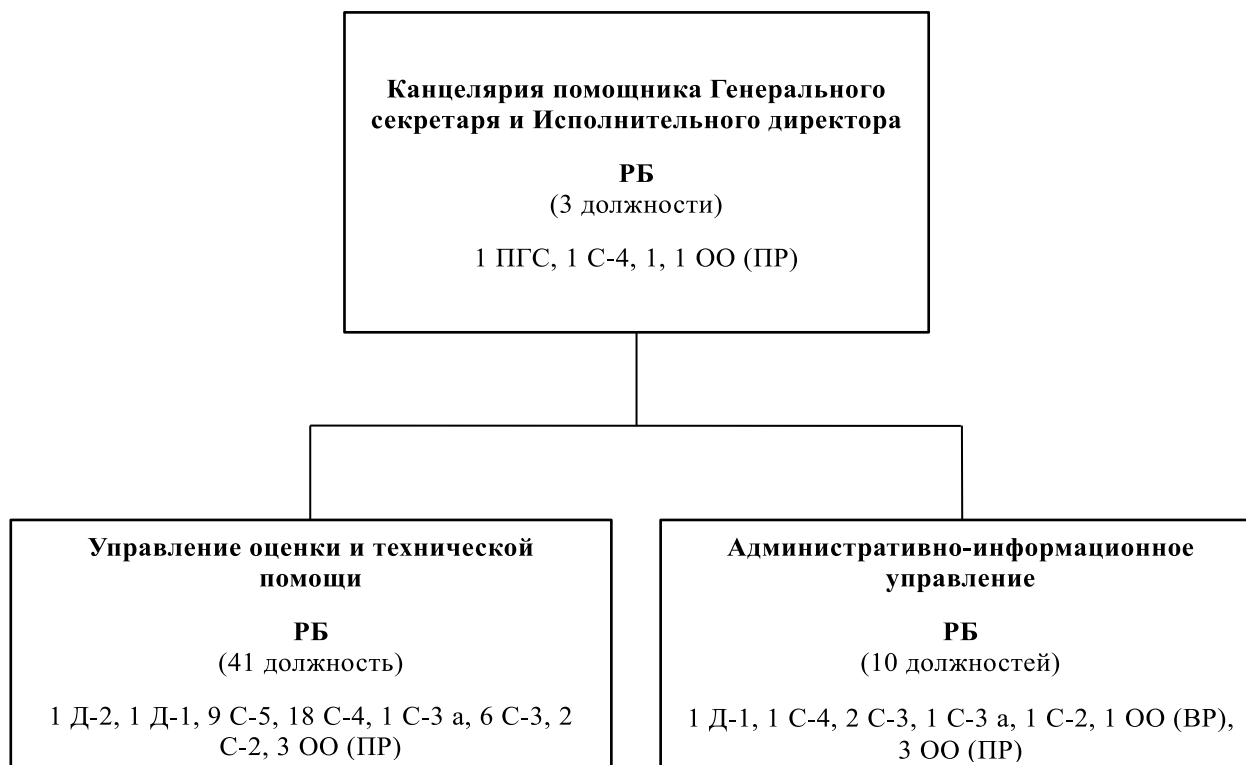 Канцелярия помощника Генерального
секретаря и Исполнительного директора
РБ
(3 должности)
1 ПГС, 1 С-4, 1, 1 ОО (ПР)
Управление оценки и технической
помощи
РБ
(41 должность)
1 Д-2, 1 Д-1, 9 С-5, 18 С-4, 1 С-3 а, 6 С-3, 2
С-2, 3 ОО (ПР)
Административно-информационное
управление
РБ
(10 должностей)
1 Д-1, 1 С-4, 2 С-3, 1 С-3 а, 1 С-2, 1 ОО (ВР),
3 ОО (ПР)